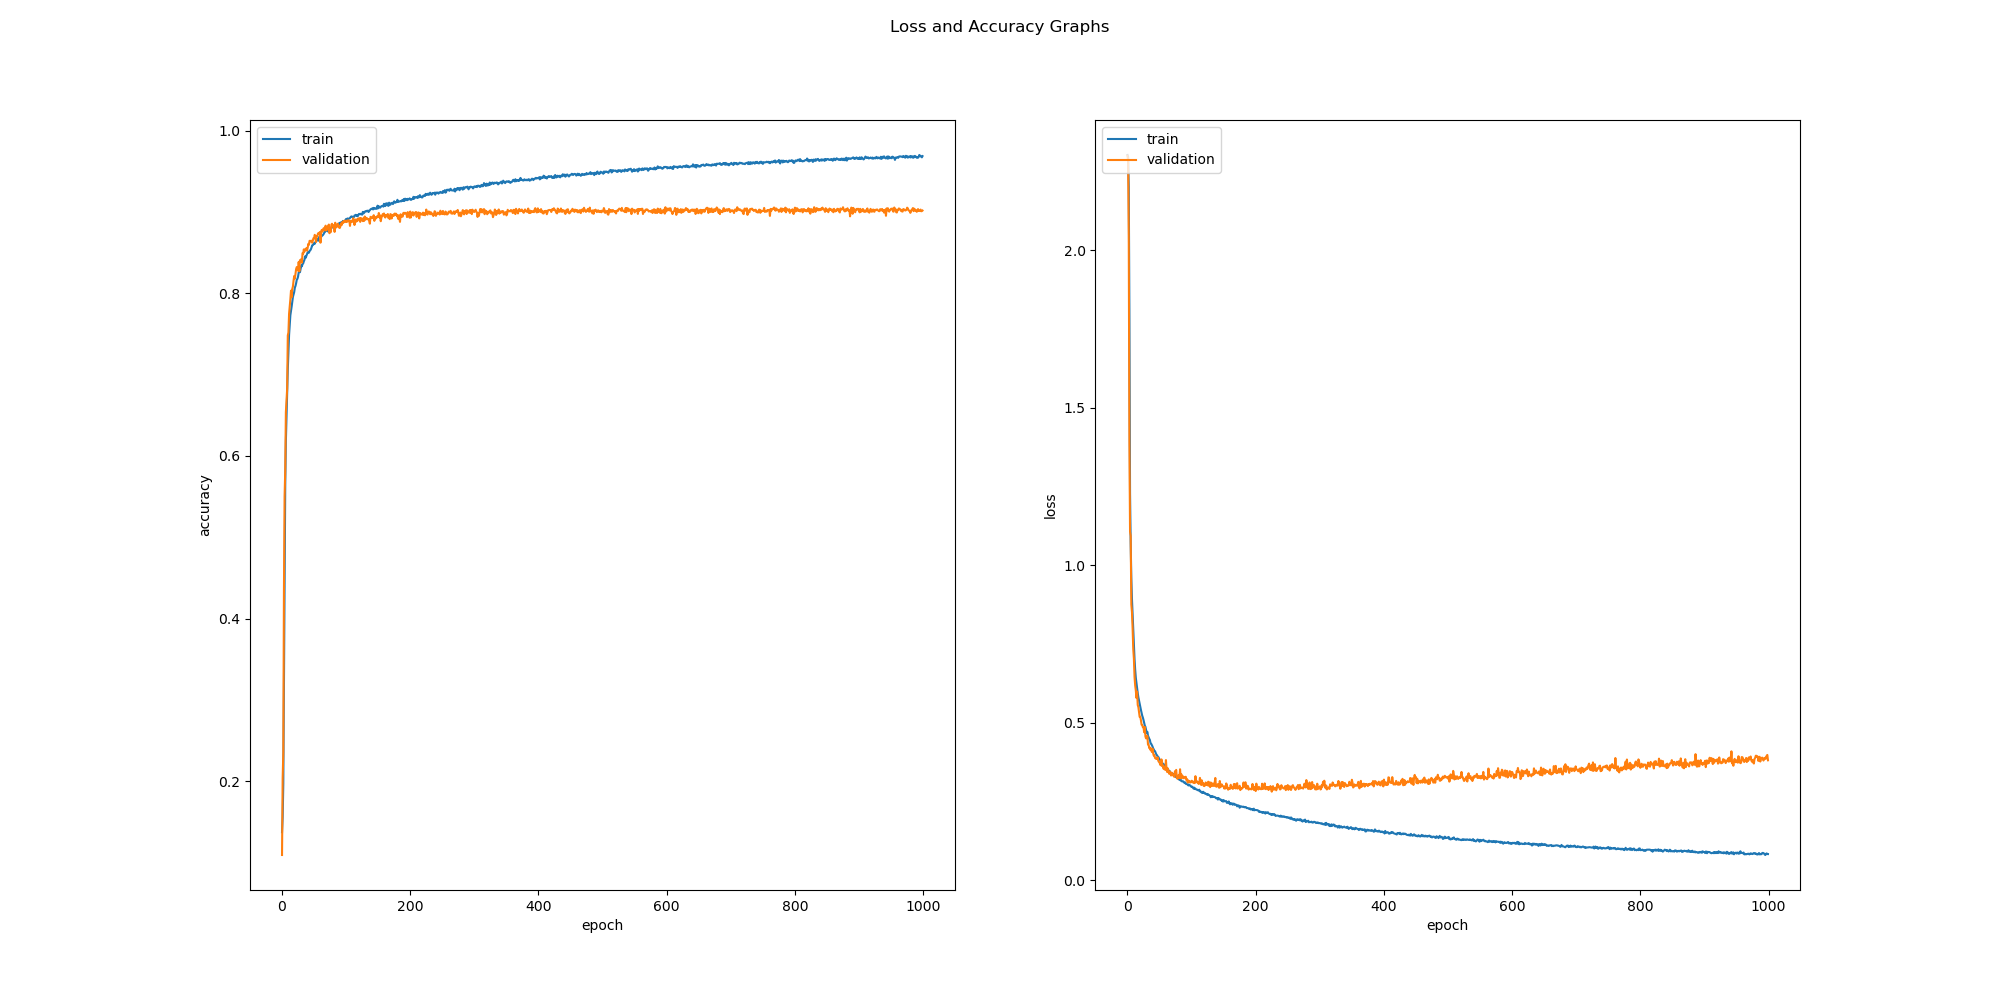 Loss and Accuracy Graphs
train
validation
1.0
0.8
0.6
0.4
0.2
accuracy
0 200 400 600 800 1000
epoch
train
validation
2.0
1.5
1.0
0.5
0.0
loss
0 200 400 600 800 1000
epoch